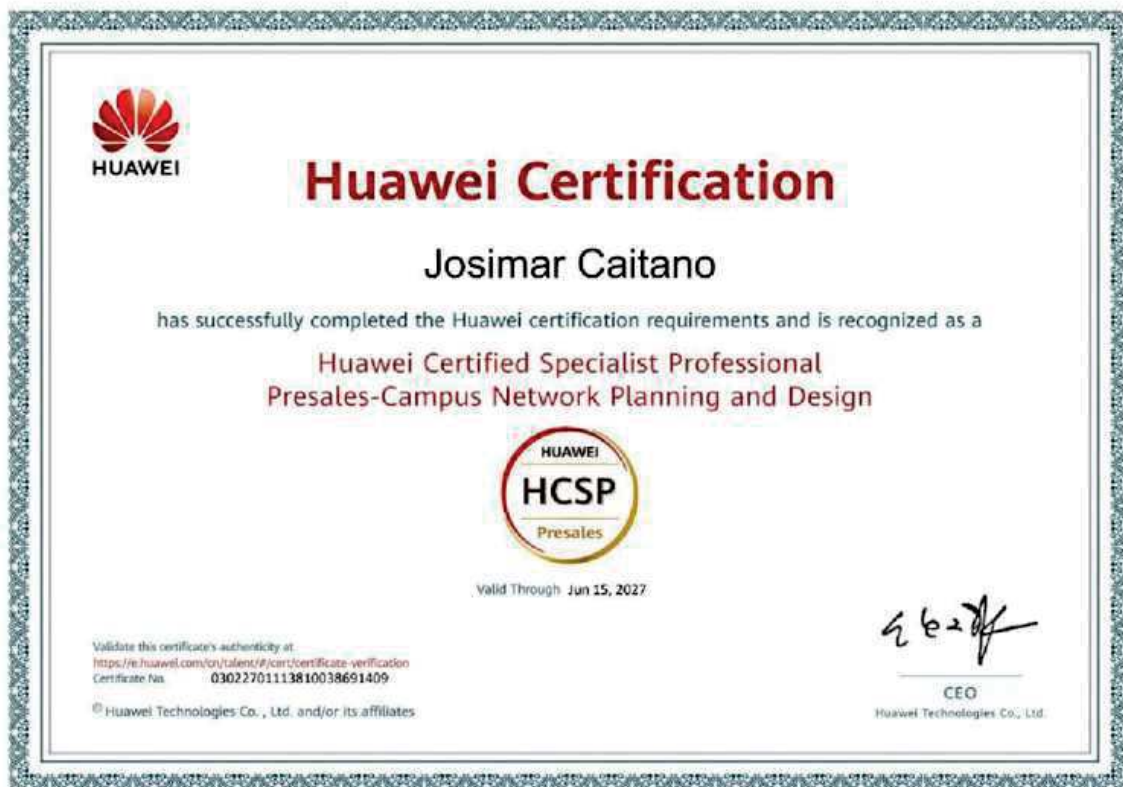 HUAWEI
Huawei Certification
Josimar Caitano
has successfully completed the Huawei certification requirements and is recognized as a
Huawei Certified Specialist Professional
Presales-Campus Network Planning and Design
HUAWEI
HCSP
Presales
Valid Through Jun 15, 2027
Validate this certificate's authenticity at
https://e.huawei.com/cn/talent/#/cert/certificate-verification
Certificate No. 03022701113810038691409
© Huawei Technologies Co., Ltd. and/or its affiliates
CEO
Huawei Technologies Co., Ltd.